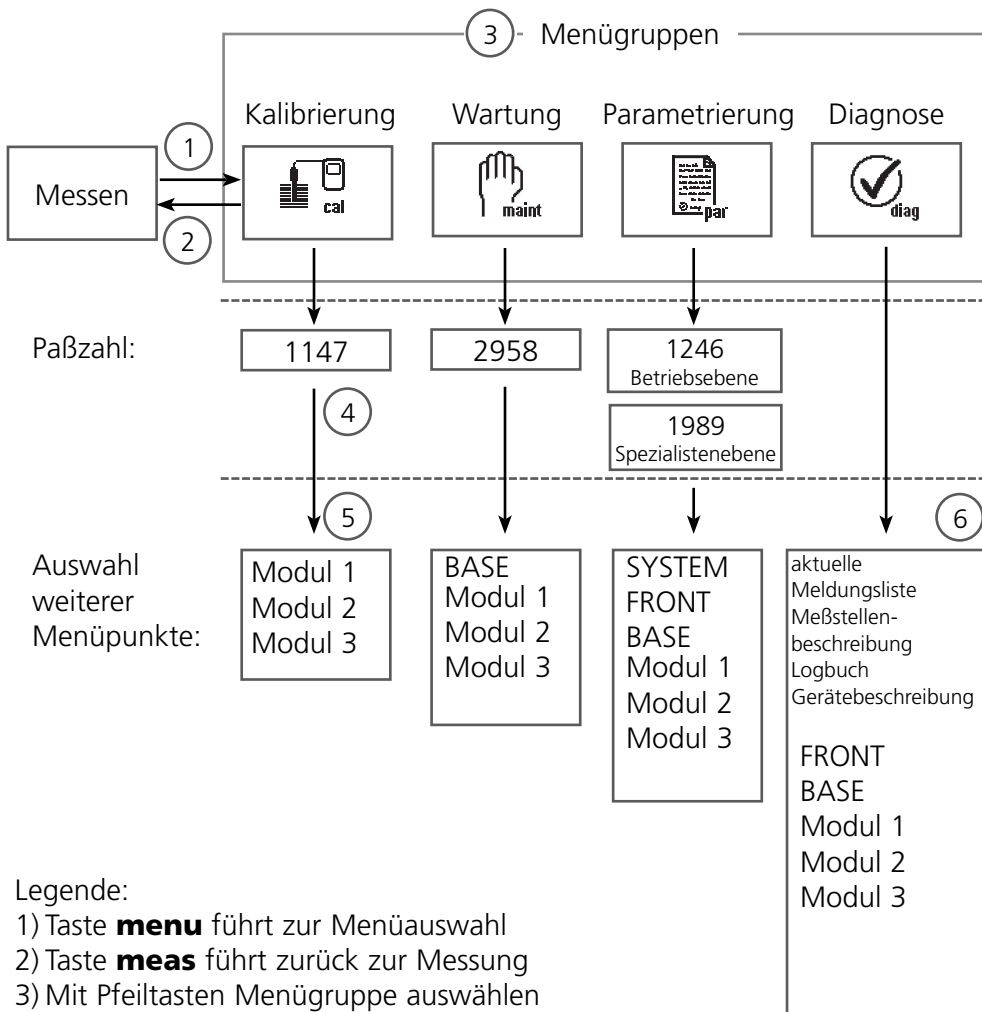 3 Menügruppen
Kalibrierung Wartung Parametrierung Diagnose
Messen
1
2
cal
maint
par
diag
Paßzahl:
1147
2958
1246
Betriebsebene
1989
Spezialistenebene
4
5
6
Auswahl
weiterer
Menüpunkte:
Modul 1
Modul 2
Modul 3
BASE
Modul 1
Modul 2
Modul 3
SYSTEM
FRONT
BASE
Modul 1
Modul 2
Modul 3
aktuelle
Meldungsliste
Meßstellen-
beschreibung
Logbuch
Gerätebeschreibung
FRONT
BASE
Modul 1
Modul 2
Modul 3
Legende:
1) Taste menu führt zur Menüauswahl
2) Taste meas führt zurück zur Messung
3) Mit Pfeiltasten Menügruppe auswählen